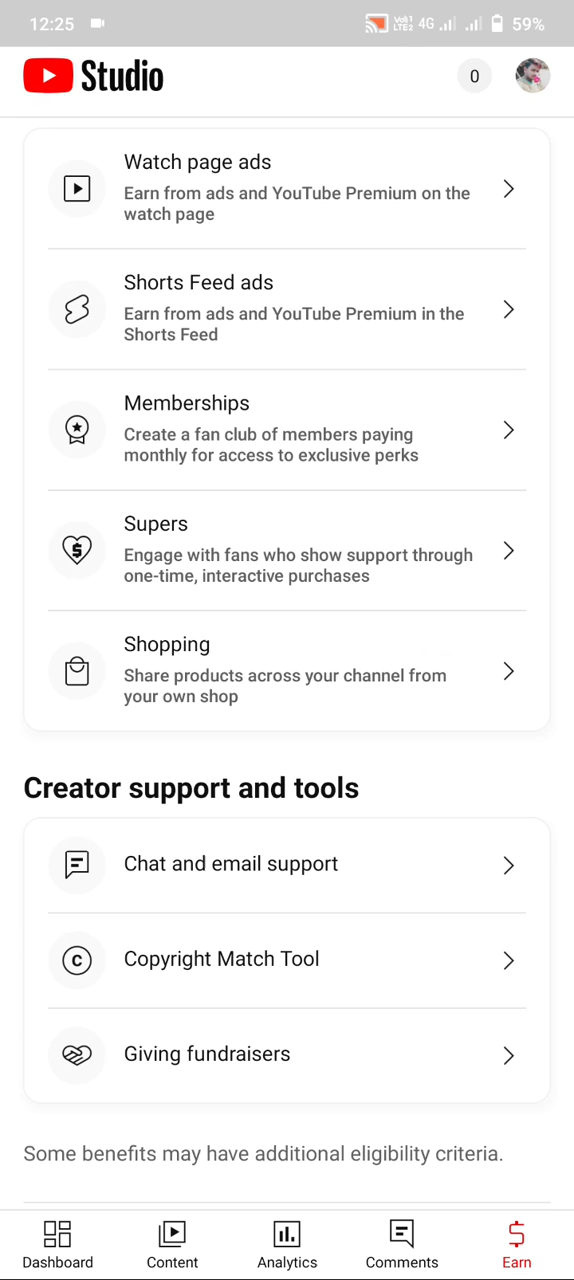 12:25
Vo1
LTE2
4G
59%
Studio
0
Watch page ads
Earn from ads and YouTube Premium on the
watch page
Shorts Feed ads
Earn from ads and YouTube Premium in the
Shorts Feed
Memberships
Create a fan club of members paying
monthly for access to exclusive perks
Supers
Engage with fans who show support through
one-time, interactive purchases
Shopping
Share products across your channel from
your own shop
Creator support and tools
Chat and email support
Copyright Match Tool
Giving fundraisers
Some benefits may have additional eligibility criteria.
Dashboard
Content
Analytics
Comments
Earn